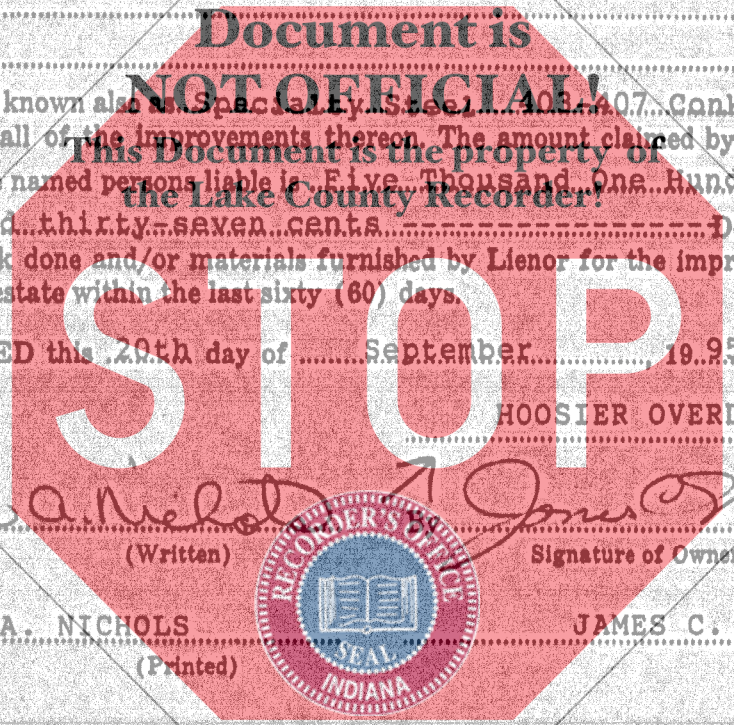 Document is
NOT OFFICIAL!
known also as Specialty Steel 403-407 Conk
all of the improvements thereon. The amount claimed by
This Document is the property of
named persons liable is Five Thousand One Hund
the Lake County Recorder!
thirty-seven cents ------------------
done and/or materials furnished by Lienor for the impr
estate within the last sixty (60) days.
STOP
ED this 20th day of September, 19 95
HOOSIER OVER
A. Nichols James C
(Written) Signature of Owne
RECORDER'S OFFICE
SEAL
INDIANA
A. NICHOLS JAMES C.
(Printed)